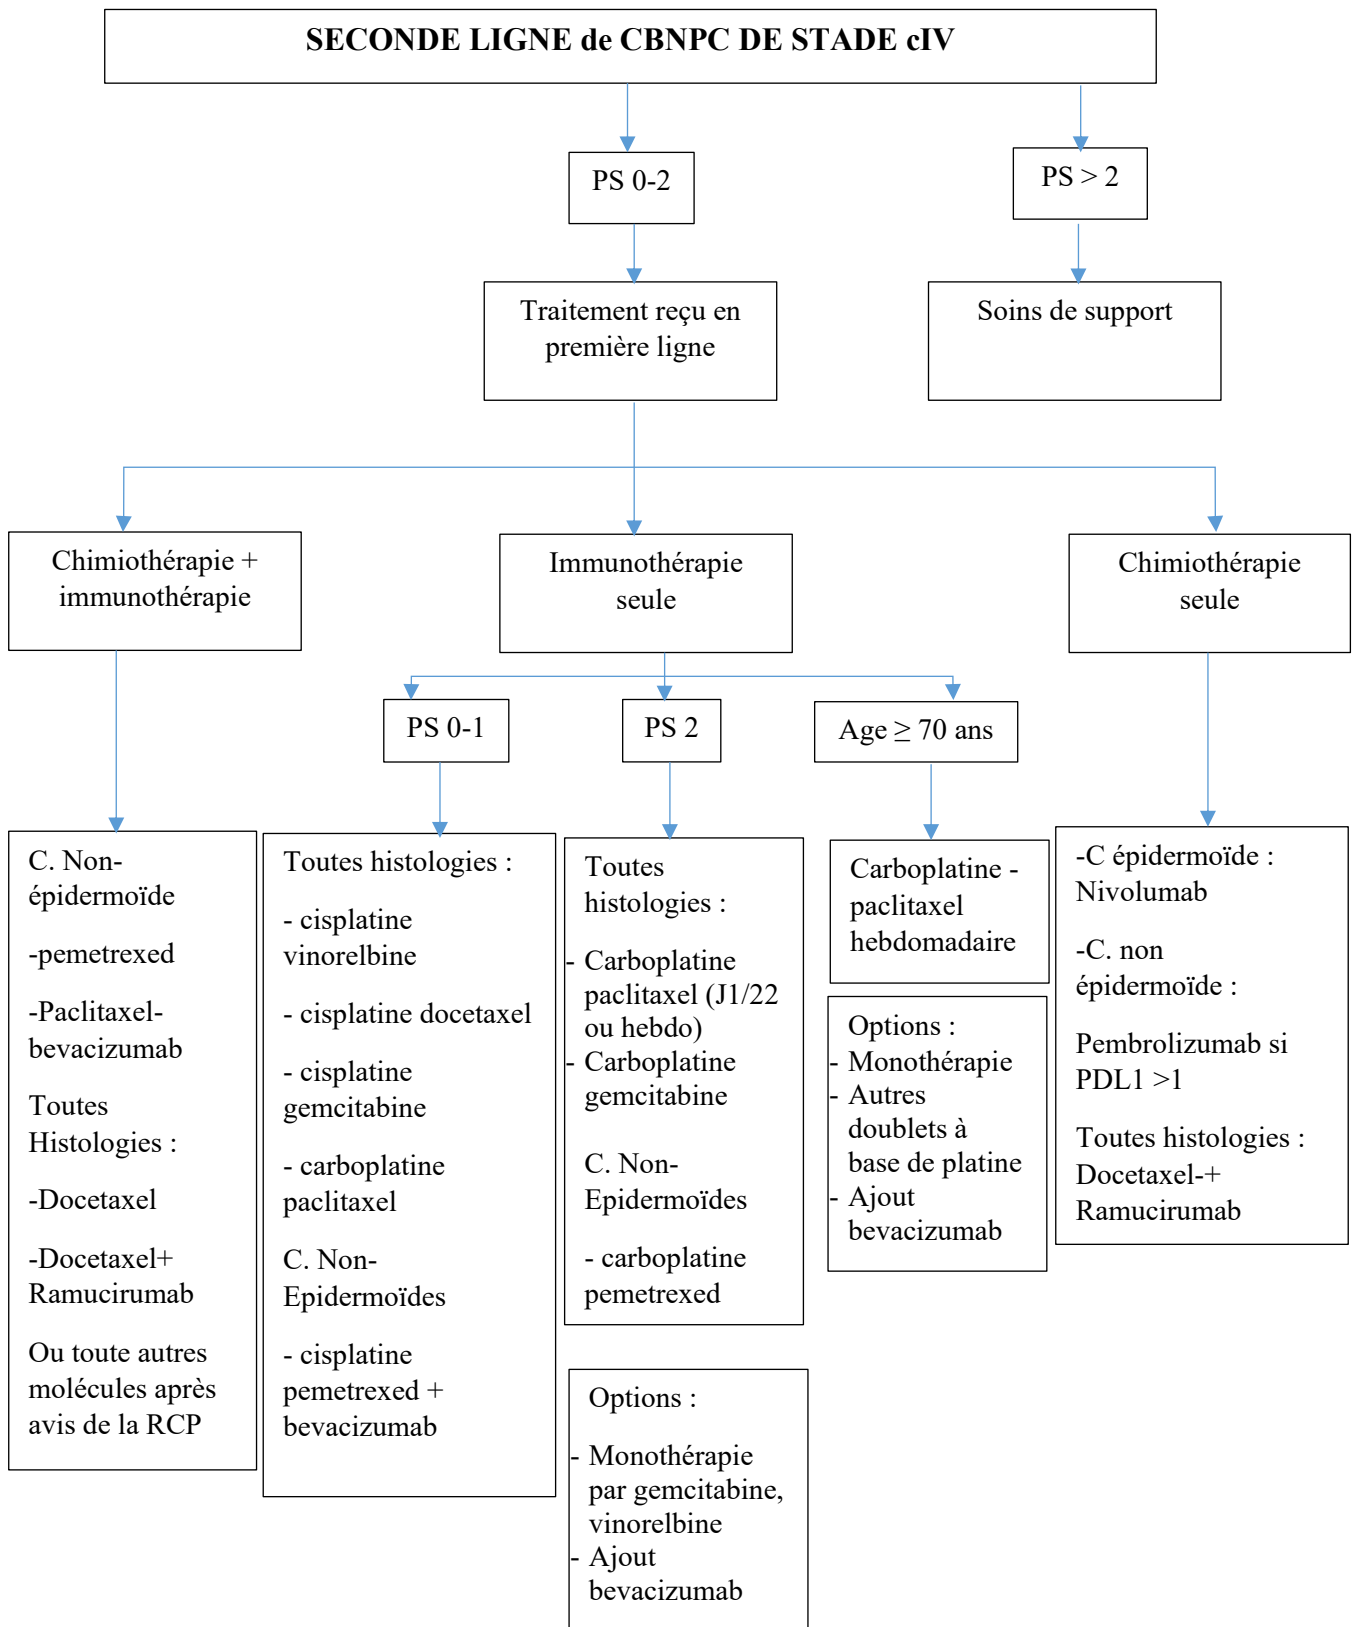 SECONDE LIGNE de CBNPC DE STADE cIV
PS 0-2
PS > 2
Traitement reçu en
première ligne
Soins de support
Chimiothérapie +
immunothérapie
Immunothérapie
seule
Chimiothérapie
seule
PS 0-1
PS 2
Age ≥ 70 ans
C. Non-
épidermoïde
-pemetrexed
-Paclitaxel-
bevacizumab
Toutes
Histologies :
-Docetaxel
-Docetaxel+
Ramucirumab
Ou toute autres
molécules après
avis de la RCP
Toutes histologies :
- cisplatine
vinorelbine
- cisplatine docetaxel
- cisplatine
gemcitabine
- carboplatine
paclitaxel
C. Non-
Epidermoïdes
- cisplatine
pemetrexed +
bevacizumab
Toutes
histologies :
- Carboplatine
paclitaxel (J1/22
ou hebdo)
- Carboplatine
gemcitabine
C. Non-
Epidermoïdes
- carboplatine
pemetrexed
Options :
- Monothérapie
par gemcitabine,
vinorelbine
- Ajout
bevacizumab
Carboplatine -
paclitaxel
hebdomadaire
Options :
- Monothérapie
- Autres
doublets à
base de platine
- Ajout
bevacizumab
-C épidermoïde :
Nivolumab
-C. non
épidermoïde :
Pembrolizumab si
PDL1 >1
Toutes histologies :
Docetaxel-+
Ramucirumab